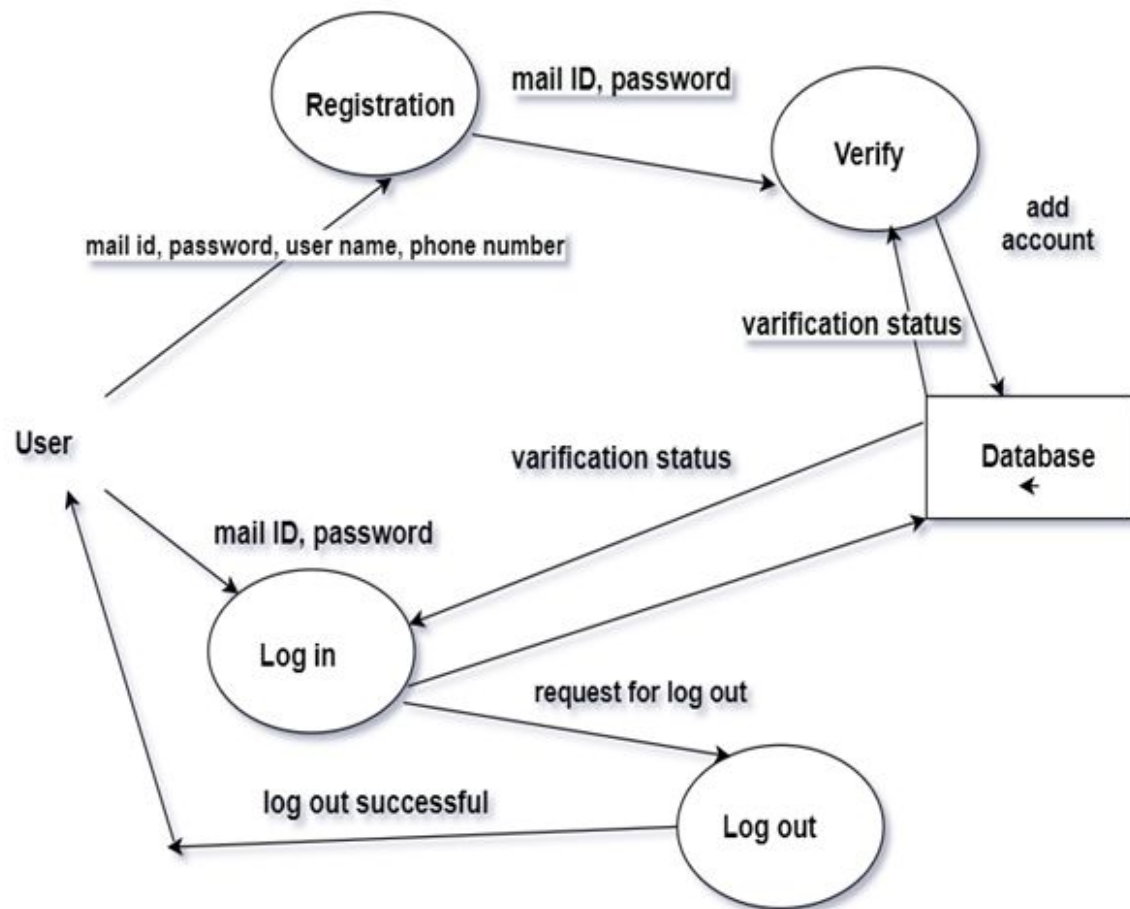 mail ID, password
Registration
Verify
add
account
mail id, password, user name, phone number
varification status
User
varification status
Database
mail ID, password
Log in
request for log out
log out successful
Log out